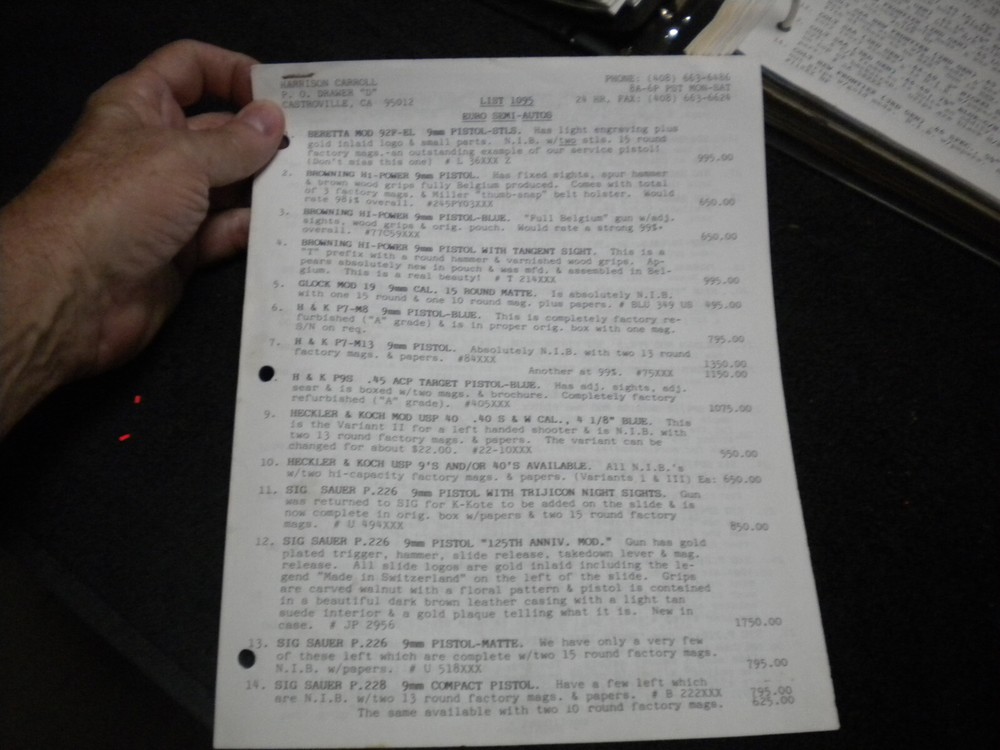 HARRISON CARROLL PHONE: (408) 663-6486
P. O. DRAWER "D" 8A-6P PST MON-SAT
CASTROVILLE, CA 95012 LIST 1095 24 HR. FAX: (408) 663-6624
EURO SEMI-AUTOS
BERETTA MOD 92F-EL 9mm PISTOL-STLS. Has light engraving plus
gold inlaid logo & small parts. N.I.B. w/two stls. 15 round
factory mags.-an outstanding example of our service pistol!
(Don't miss this one) # L 36XXX Z 995.00
2. BROWNING Hi-POWER 9mm PISTOL. Has fixed sights, spur hammer
& brown wood grips fully Belgium produced. Comes with total
of 3 factory mags. & Miller "thumb-snap" belt holster. Would
rate 98½% overall. #245PY03XXX 650.00
3. BROWNING HI-POWER 9mm PISTOL-BLUE. "Full Belgium" gun w/adj.
sights, wood grips & orig. pouch. Would rate a strong 99%+
overall. #77C59XXX 650.00
4. BROWNING HI-POWER 9mm PISTOL WITH TANGENT SIGHT. This is a
"T" prefix with a round hammer & varnished wood grips. Ap-
pears absolutely new in pouch & was mfd. & assembled in Bel-
gium. This is a real beauty! # T 214XXX 995.00
5. GLOCK MOD 19 9mm CAL. 15 ROUND MATTE. Is absolutely N.I.B.
with one 15 round & one 10 round mag. plus papers. # BLU 349 US 495.00
6. H & K P7-M8 9mm PISTOL-BLUE. This is completely factory re-
furbished ("A" grade) & is in proper orig. box with one mag.
S/N on req. 795.00
7. H & K P7-M13 9mm PISTOL. Absolutely N.I.B. with two 13 round
factory mags. & papers. #84XXX 1350.00
Another at 99%. #75XXX 1150.00
. H & K P9S .45 ACP TARGET PISTOL-BLUE. Has adj. sights, adj.
sear & is boxed w/two mags. & brochure. Completely factory
refurbished ("A" grade). #405XXX 1075.00
9. HECKLER & KOCH MOD USP 40 .40 S & W CAL., 4 1/8" BLUE. This
is the Variant II for a left handed shooter & is N.I.B. with
two 13 round factory mags. & papers. The variant can be
changed for about $22.00. #22-10XXX 550.00
10. HECKLER & KOCH USP 9'S AND/OR 40'S AVAILABLE. All N.I.B.'s
w/two hi-capacity factory mags. & papers. (Variants I & III) Ea: 650.00
11. SIG SAUER P.226 9mm PISTOL WITH TRIJICON NIGHT SIGHTS. Gun
was returned to SIG for K-Kote to be added on the slide & is
now complete in orig. box w/papers & two 15 round factory
mags. # U 494XXX 850.00
12. SIG SAUER P.226 9mm PISTOL "125TH ANNIV. MOD." Gun has gold
plated trigger, hammer, slide release, takedown lever & mag.
release. All slide logos are gold inlaid including the le-
gend "Made in Switzerland" on the left of the slide. Grips
are carved walnut with a floral pattern & pistol is contained
in a beautiful dark brown leather casing with a light tan
suede interior & a gold plaque telling what it is. New in
case. # JP 2956 1750.00
13. SIG SAUER P.226 9mm PISTOL-MATTE. We have only a very few
of these left which are complete w/two 15 round factory mags.
N.I.B. w/papers. # U 518XXX 795.00
14. SIG SAUER P.228 9mm COMPACT PISTOL. Have a few left which
are N.I.B. w/two 13 round factory mags. & papers. # B 222XXX 795.00
The same available with two 10 round factory mags. 625.00